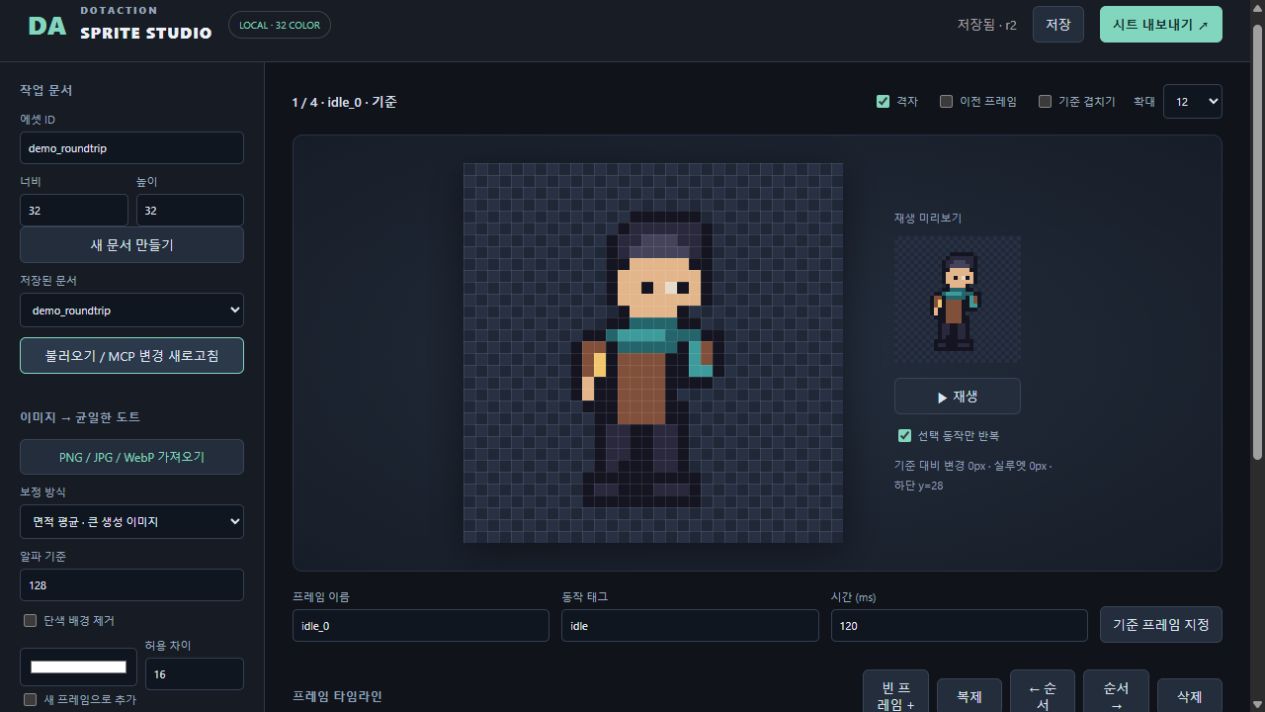 DA
DOTACTION
SPRITE STUDIO
LOCAL · 32 COLOR
저장됨 · r2
저장
시트 내보내기 ↗
작업 문서
에셋 ID
demo_roundtrip
너비
높이
32
32
새 문서 만들기
저장된 문서
demo_roundtrip
불러오기 / MCP 변경 새로고침
이미지 → 균일한 도트
PNG / JPG / WebP 가져오기
보정 방식
면적 평균 · 큰 생성 이미지
알파 기준
128
단색 배경 제거
허용 차이
16
새 프레임으로 추가
1 / 4 · idle_0 · 기준
격자
이전 프레임
기준 겹치기
확대
12
재생 미리보기
▶ 재생
선택 동작만 반복
기준 대비 변경 0px · 실루엣 0px ·
하단 y=28
프레임 이름
동작 태그
시간 (ms)
idle_0
idle
120
기준 프레임 지정
프레임 타임라인
빈 프
레임 +
복제
← 순
서
순서
→
삭제